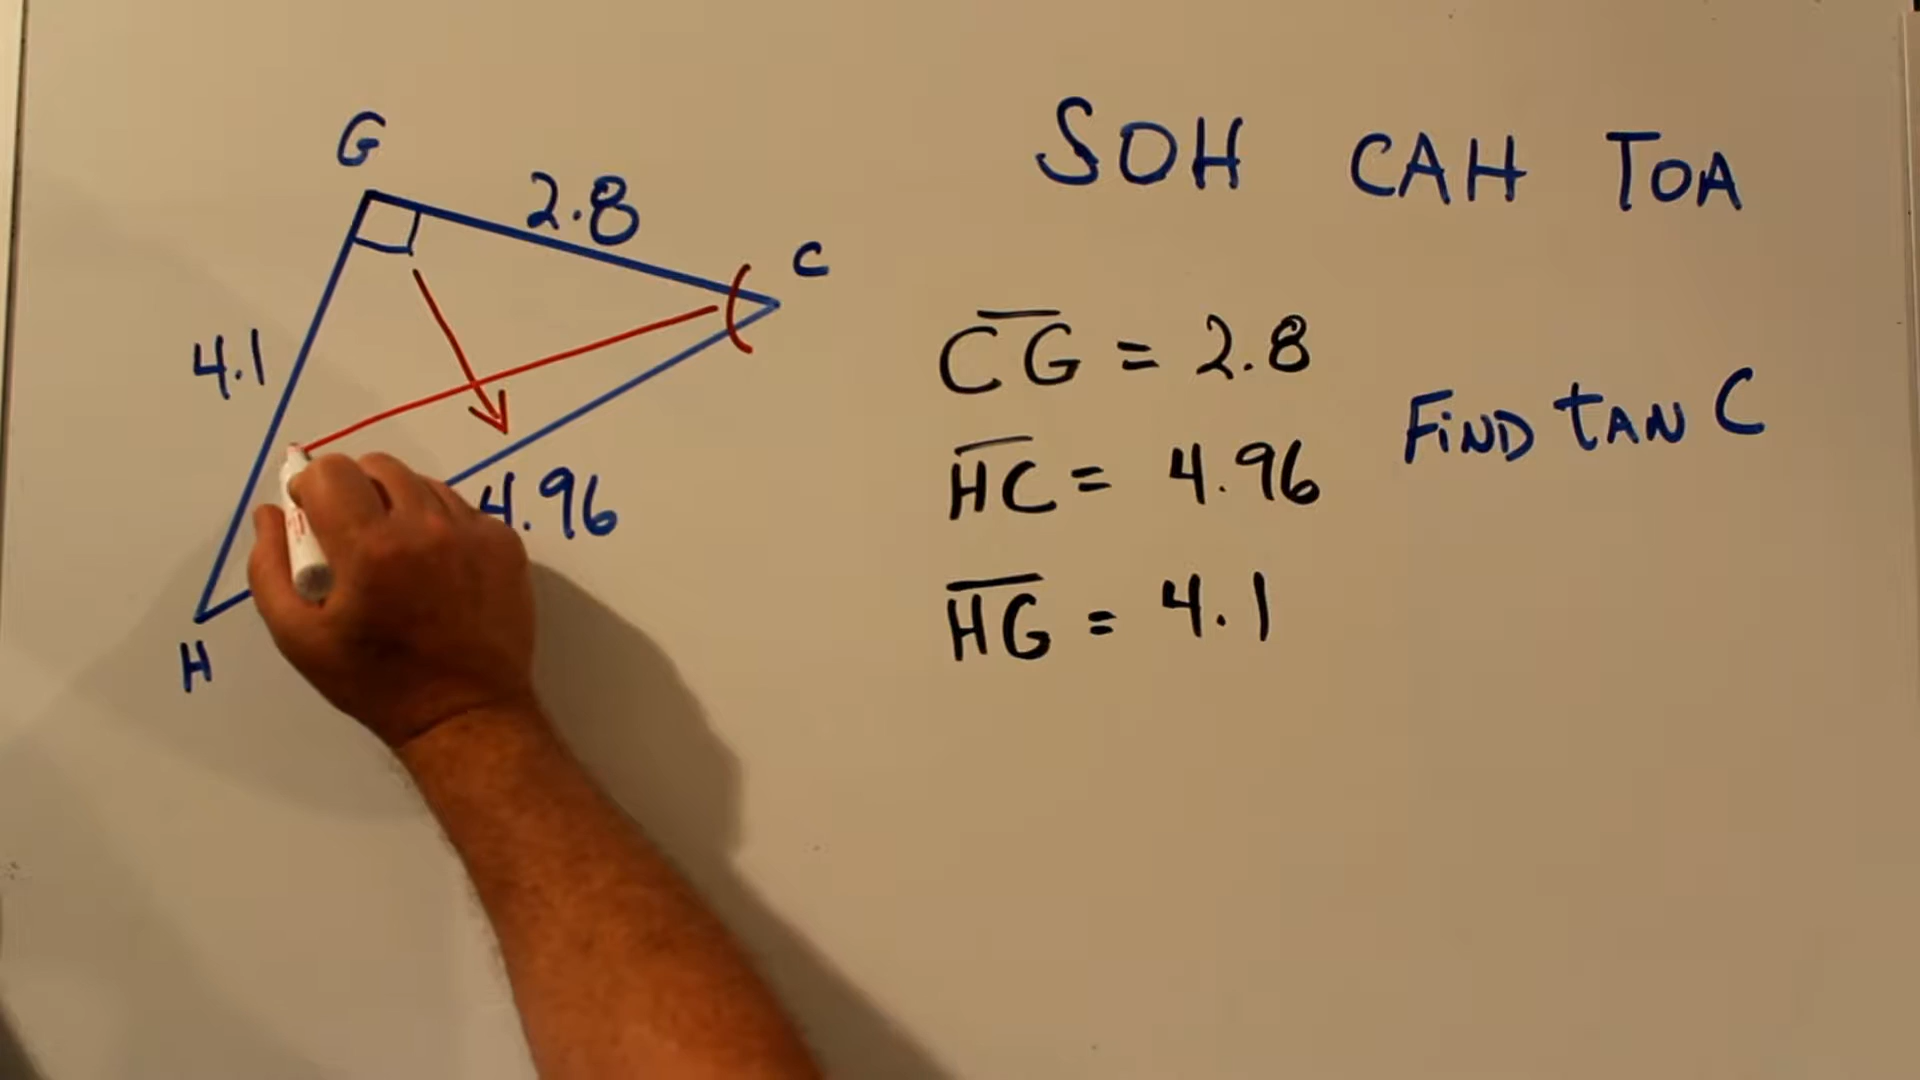 SOH CAH TOA
G
2.8
C
4.1
4.96
H
CG = 2.8
HC = 4.96
HG = 4.1
FiND tAN C